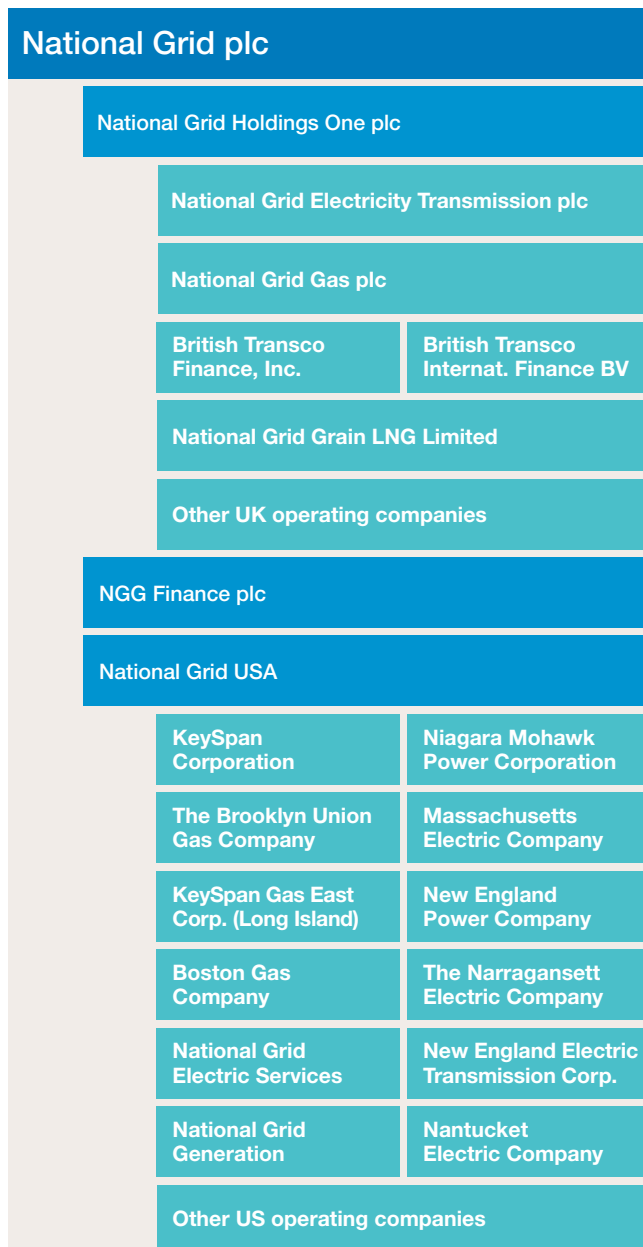 National Grid plc
National Grid Holdings One plc
National Grid Electricity Transmission plc
National Grid Gas plc
British Transco
Finance, Inc.
British Transco
Internat. Finance BV
National Grid Grain LNG Limited
Other UK operating companies
NGG Finance plc
National Grid USA
KeySpan
Corporation
Niagara Mohawk
Power Corporation
The Brooklyn Union
Gas Company
Massachusetts
Electric Company
KeySpan Gas East
Corp. (Long Island)
New England
Power Company
Boston Gas
Company
The Narragansett
Electric Company
National Grid
Electric Services
New England Electric
Transmission Corp.
National Grid
Generation
Nantucket
Electric Company
Other US operating companies